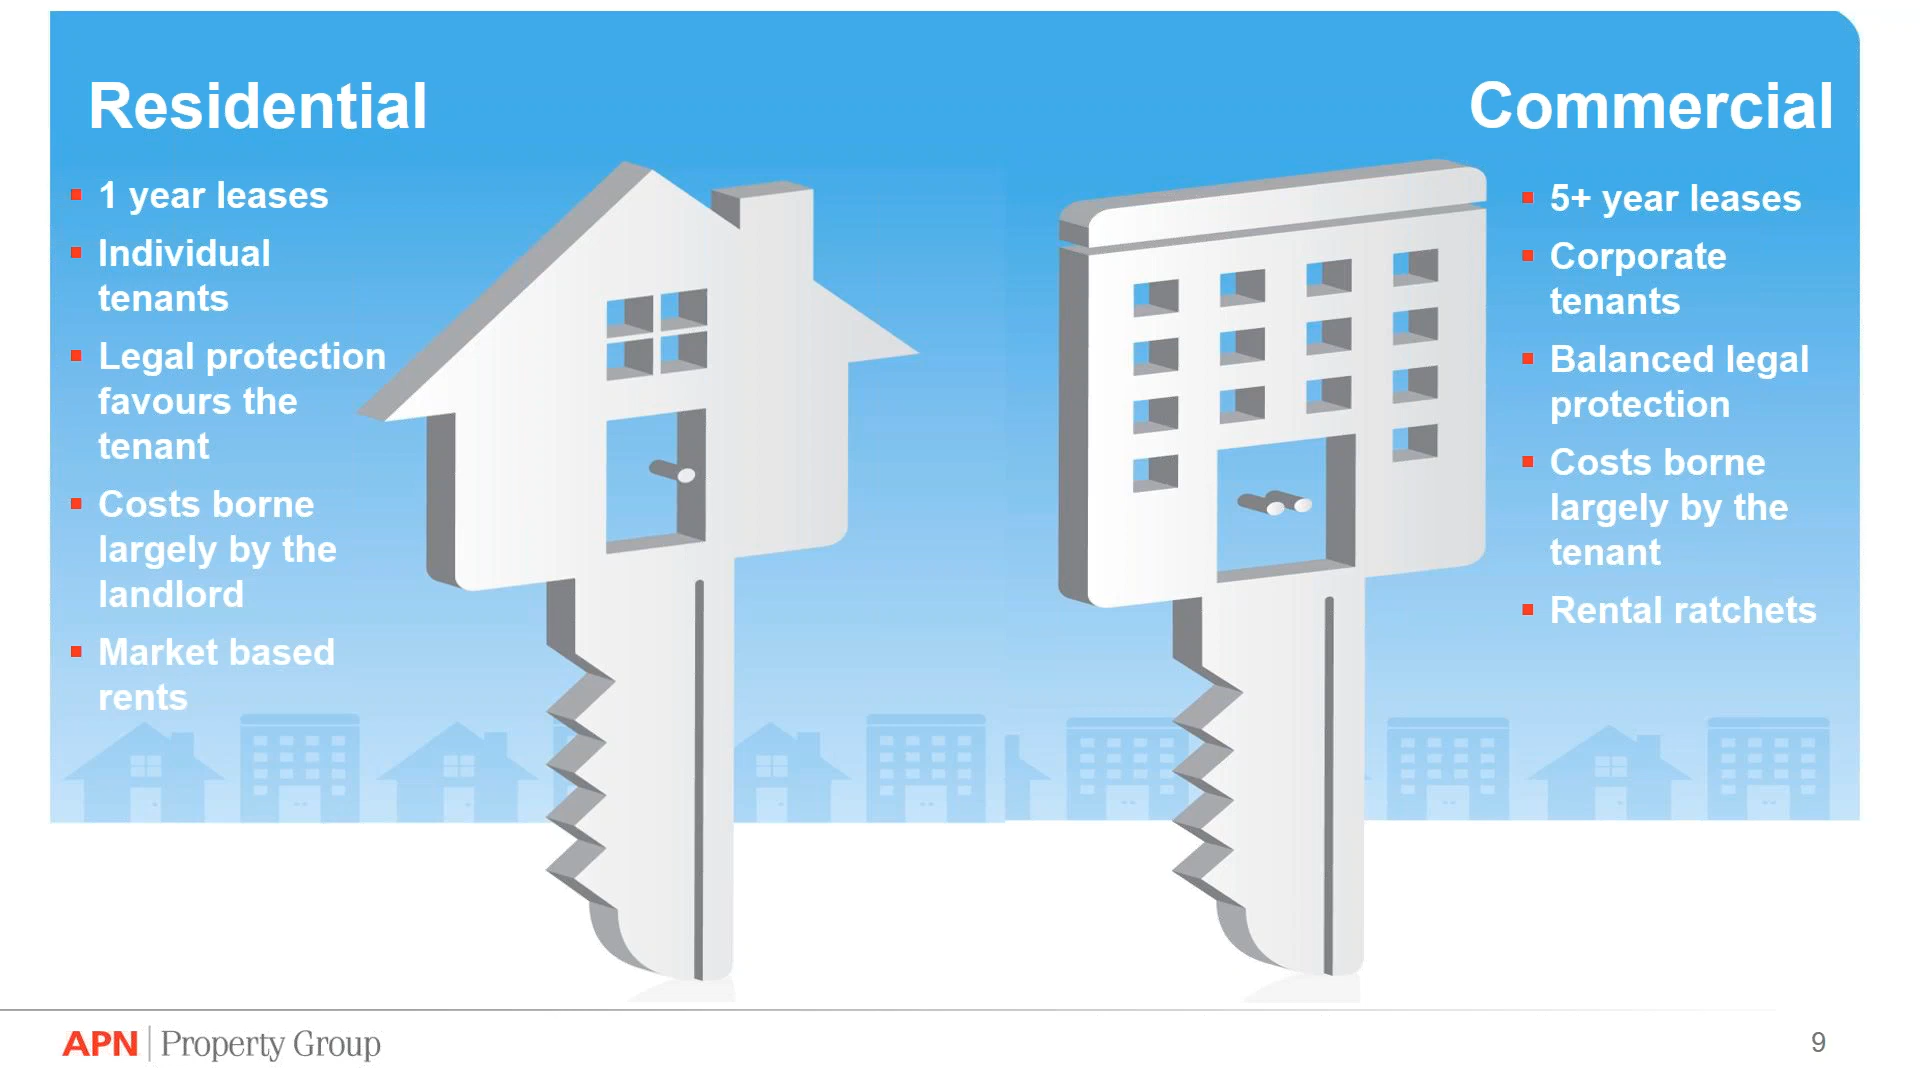 Residential
▪ 1 year leases
▪ Individual
tenants
▪ Legal protection
favours the
tenant
▪ Costs borne
largely by the
landlord
▪ Market based
rents
Commercial
▪ 5+ year leases
▪ Corporate
tenants
▪ Balanced legal
protection
▪ Costs borne
largely by the
tenant
▪ Rental ratchets
APN | Property Group
9